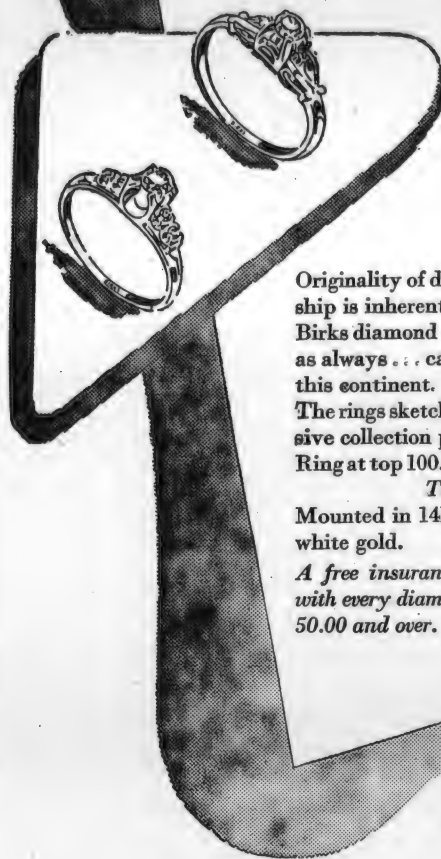 Originality of d
ship is inherent
Birks diamond
as always . . . ca
this continent.
The rings sketch
sive collection p
Ring at top 100.
T
Mounted in 14
white gold.
A free insuran
with every diam
50.00 and over.